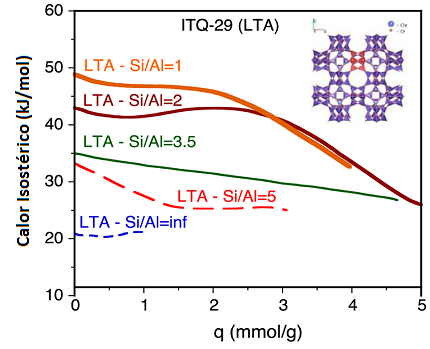 ITQ-29 (LTA)
60
50
40
30
20
10
Calor Isostérico (kJ/mol)
LTA - Si/Al=1
LTA - Si/Al=2
LTA - Si/Al=3.5
LTA - Si/Al=5
LTA - Si/Al=inf
0 1 2 3 4 5
q (mmol/g)